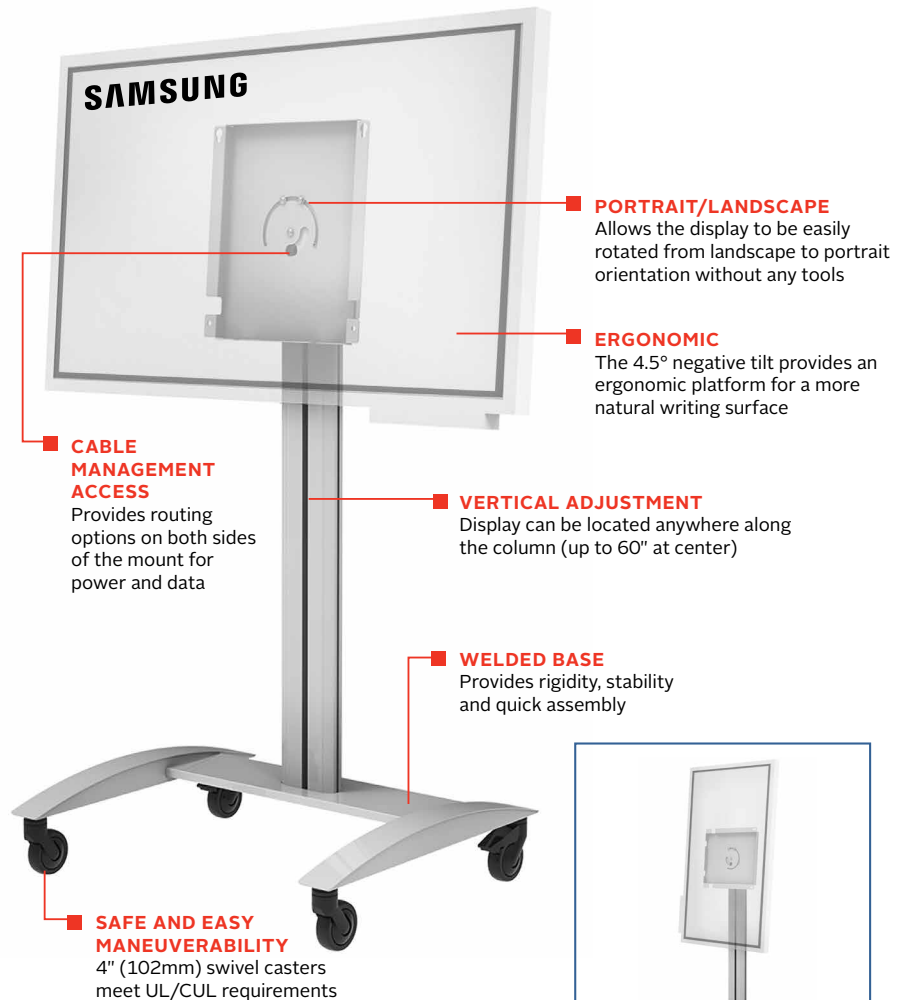 SAMSUNG
PORTRAIT/LANDSCAPE
Allows the display to be easily
rotated from landscape to portrait
orientation without any tools
ERGONOMIC
The 4.5° negative tilt provides an
ergonomic platform for a more
natural writing surface
CABLE
MANAGEMENT
ACCESS
Provides routing
options on both sides
of the mount for
power and data
VERTICAL ADJUSTMENT
Display can be located anywhere along
the column (up to 60" at center)
WELDED BASE
Provides rigidity, stability
and quick assembly
SAFE AND EASY
MANEUVERABILITY
4" (102mm) swivel casters
meet UL/CUL requirements